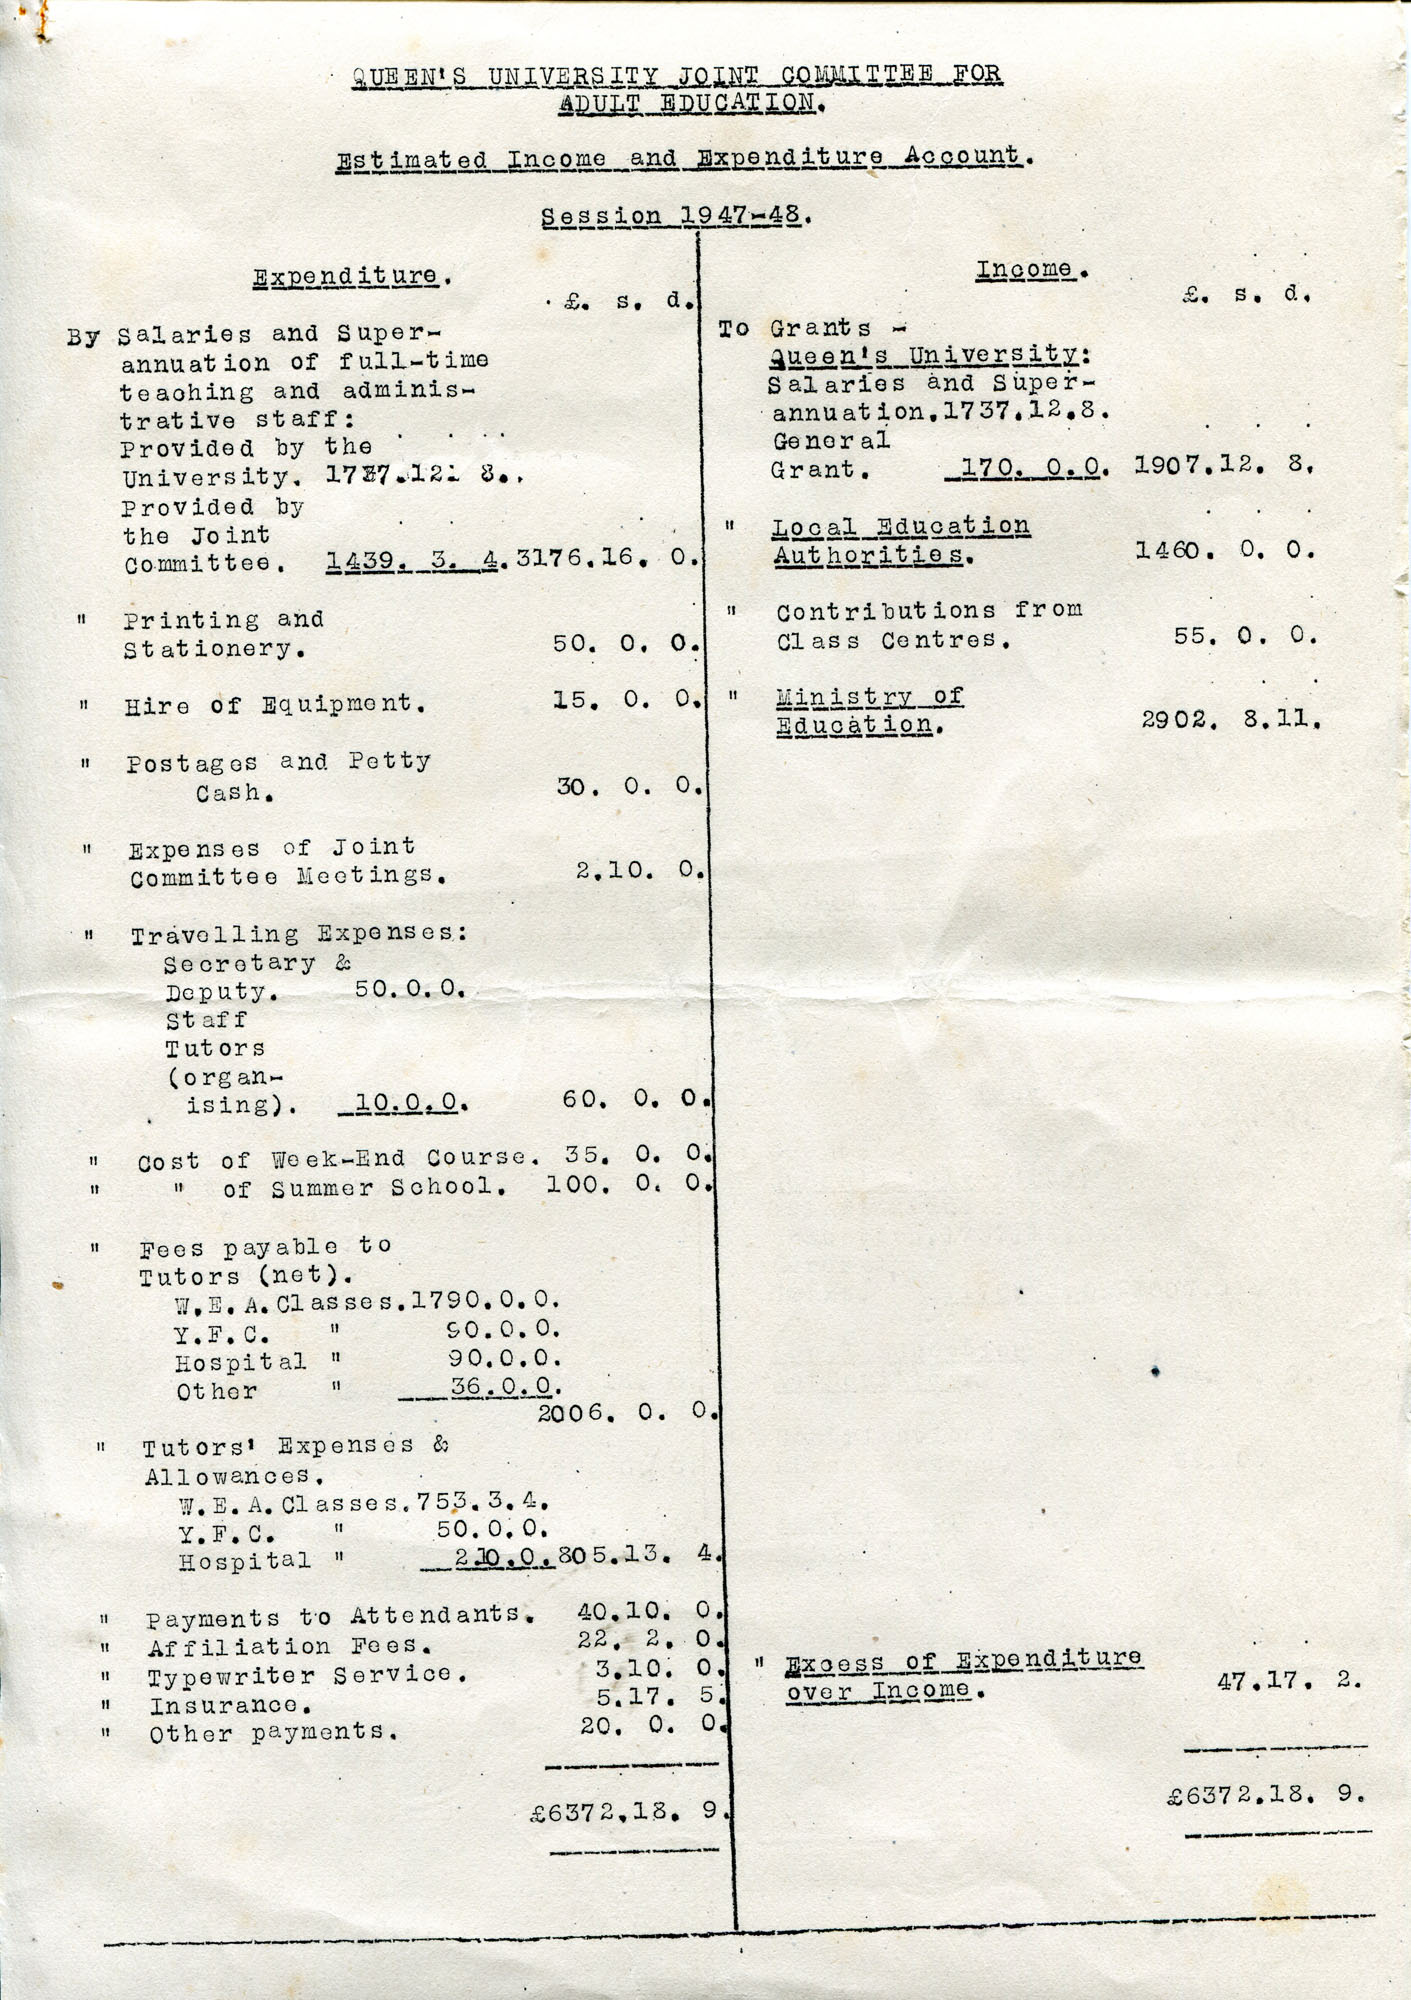 QUEEN'S UNIVERSITY JOINT COMMITTEE FOR
ADULT EDUCATION.
Estimated Income and Expenditure Account.
Session 1947-48.
Expenditure.
£. s. d.
By Salaries and Super-
annuation of full-time
teaching and adminis-
trative staff:
Provided by the
University. 1737.12. 8.
Provided by
the Joint
Committee. 1439. 3. 4. 3176.16. 0.
" Printing and
Stationery. 50. 0. 0.
" Hire of Equipment. 15. 0. 0.
" Postages and Petty
Cash. 30. 0. 0.
" Expenses of Joint
Committee Meetings. 2.10. 0.
" Travelling Expenses:
Secretary &
Deputy. 50.0.0.
Staff
Tutors
(organ-
ising). 10.0.0. 60. 0. 0.
" Cost of Week-End Course. 35. 0. 0.
" " of Summer School. 100. 0. 0.
" Fees payable to
Tutors (net).
W.E.A.Classes.1790.0.0.
Y.F.C. " 90.0.0.
Hospital " 90.0.0.
Other " 36.0.0.
2006. 0. 0.
" Tutors' Expenses &
Allowances.
W.E.A.Classes.753.3.4.
Y.F.C. " 50.0.0.
Hospital " 2.10.0. 805.13. 4.
" Payments to Attendants. 40.10. 0.
" Affiliation Fees. 22. 2. 0.
" Typewriter Service. 3.10. 0.
" Insurance. 5.17. 5.
" Other payments. 20. 0. 0.
£6372.18. 9.
Income.
£. s. d.
To Grants -
Queen's University:
Salaries and Super-
annuation.1737.12.8.
General
Grant. 170. 0.0. 1907.12. 8.
" Local Education
Authorities. 1460. 0. 0.
" Contributions from
Class Centres. 55. 0. 0.
" Ministry of
Education. 2902. 8.11.
" Excess of Expenditure
over Income. 47.17. 2.
£6372.18. 9.